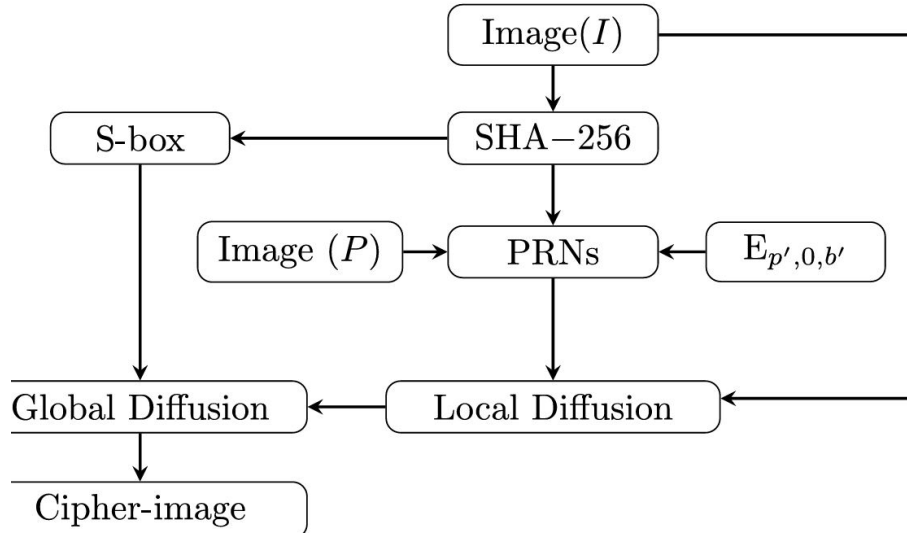 Image(I)
S-box
SHA−256
Image (P)
PRNs
E_{p′,0,b′}
Global Diffusion
Local Diffusion
Cipher-image